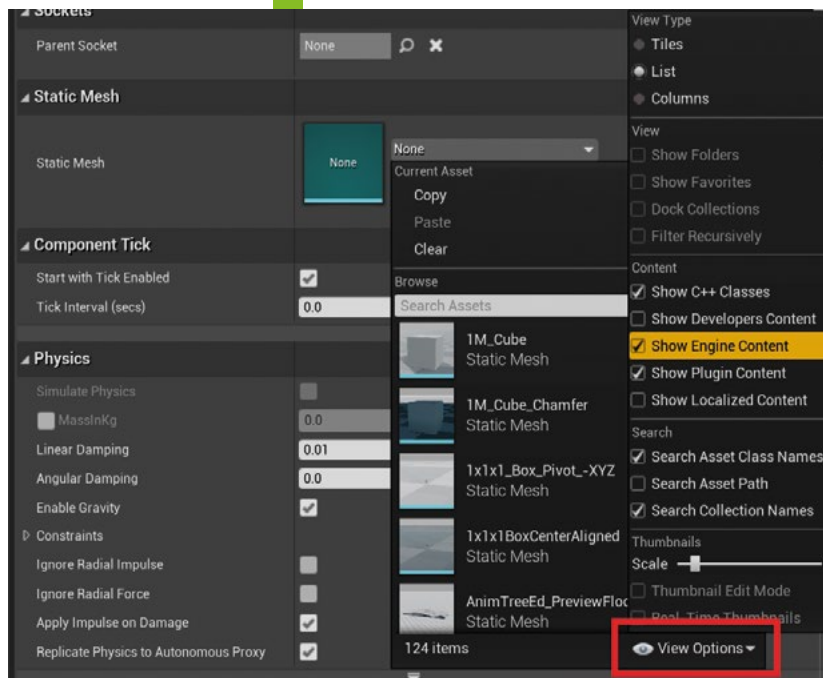 Sockets
Parent Socket
None
Static Mesh
Static Mesh
None
None
Current Asset
Copy
Paste
Clear
Browse
Search Assets
1M_Cube
Static Mesh
1M_Cube_Chamfer
Static Mesh
1x1x1_Box_Pivot_-XYZ
Static Mesh
1x1x1BoxCenterAligned
Static Mesh
AnimTreeEd_PreviewFloo
Static Mesh
124 items
Component Tick
Start with Tick Enabled
Tick Interval (secs)
0.0
Physics
Simulate Physics
MassInKg
0.0
Linear Damping
0.01
Angular Damping
0.0
Enable Gravity
Constraints
Ignore Radial Impulse
Ignore Radial Force
Apply Impulse on Damage
Replicate Physics to Autonomous Proxy
View Type
Tiles
List
Columns
View
Show Folders
Show Favorites
Dock Collections
Filter Recursively
Content
Show C++ Classes
Show Developers Content
Show Engine Content
Show Plugin Content
Show Localized Content
Search
Search Asset Class Names
Search Asset Path
Search Collection Names
Thumbnails
Scale
Thumbnail Edit Mode
Real-Time Thumbnails
View Options